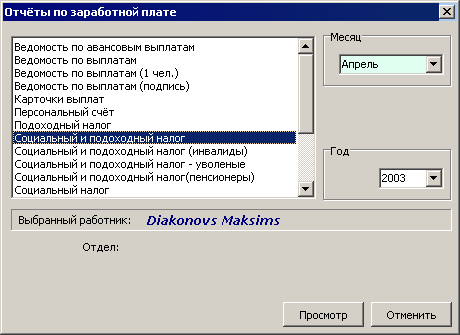 Отчёты по заработной плате
Ведомость по авансовым выплатам
Ведомость по выплатам
Ведомость по выплатам (1 чел.)
Ведомость по выплатам (подпись)
Карточки выплат
Персональный счёт
Подоходный налог
Социальный и подоходный налог
Социальный и подоходный налог (инвалиды)
Социальный и подоходный налог - уволеные
Социальный и подоходный налог(пенсионеры)
Социальный налог
Месяц
Апрель
Год
2003
Выбранный работник: Diakonovs Maksims
Отдел:
Просмотр
Отменить